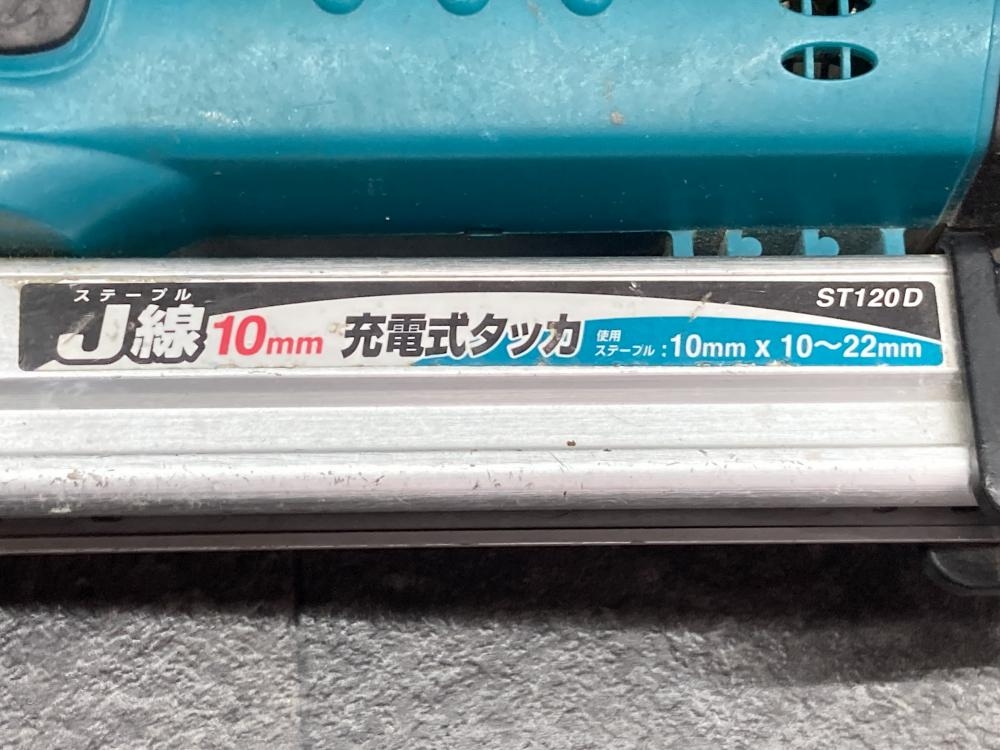 ステープル
J線 10mm 充電式タッカ
ST120D
使用
ステープル : 10mm x 10〜22mm